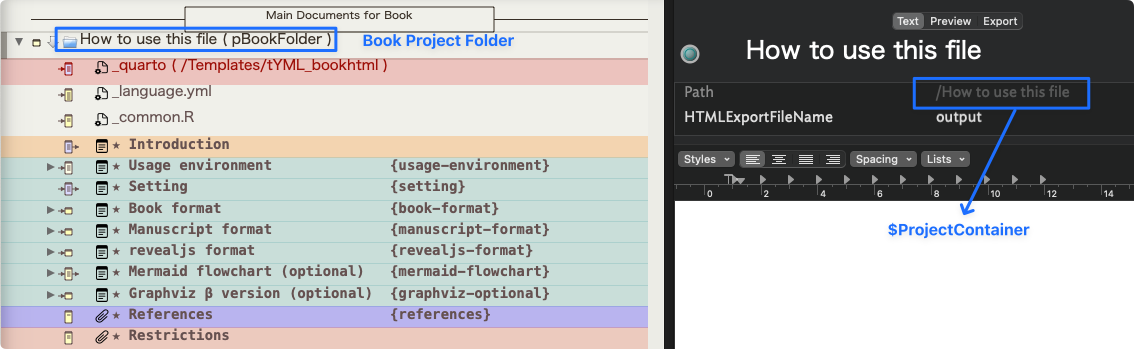 Main Documents for Book
How to use this file ( pBookFolder ) Book Project Folder
_quarto ( /Templates/tYML_bookhtml )
_language.yml
_common.R
★ Introduction
★ Usage environment {usage-environment}
★ Setting {setting}
★ Book format {book-format}
★ Manuscript format {manuscript-format}
★ revealjs format {revealjs-format}
★ Mermaid flowchart (optional) {mermaid-flowchart}
★ Graphviz β version (optional) {graphviz-optional}
★ References {references}
★ Restrictions
Text Preview Export
How to use this file
Path /How to use this file
HTMLExportFileName output
Styles Spacing Lists
0 2 4 6 8 10 12 14
$ProjectContainer